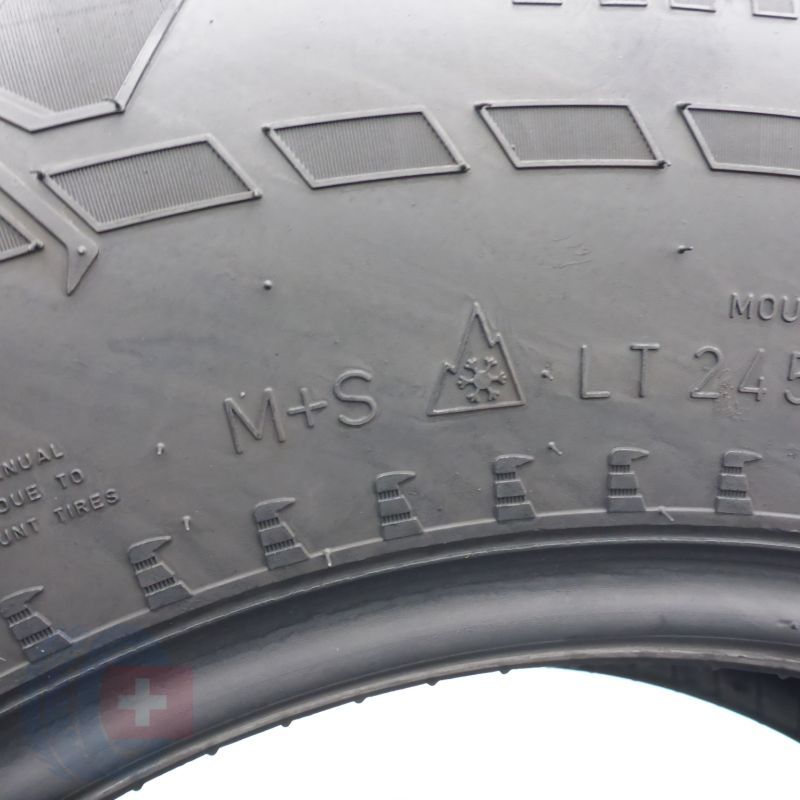 MOU
M+S LT 245
NUAL
DUE TO
UNT TIRES